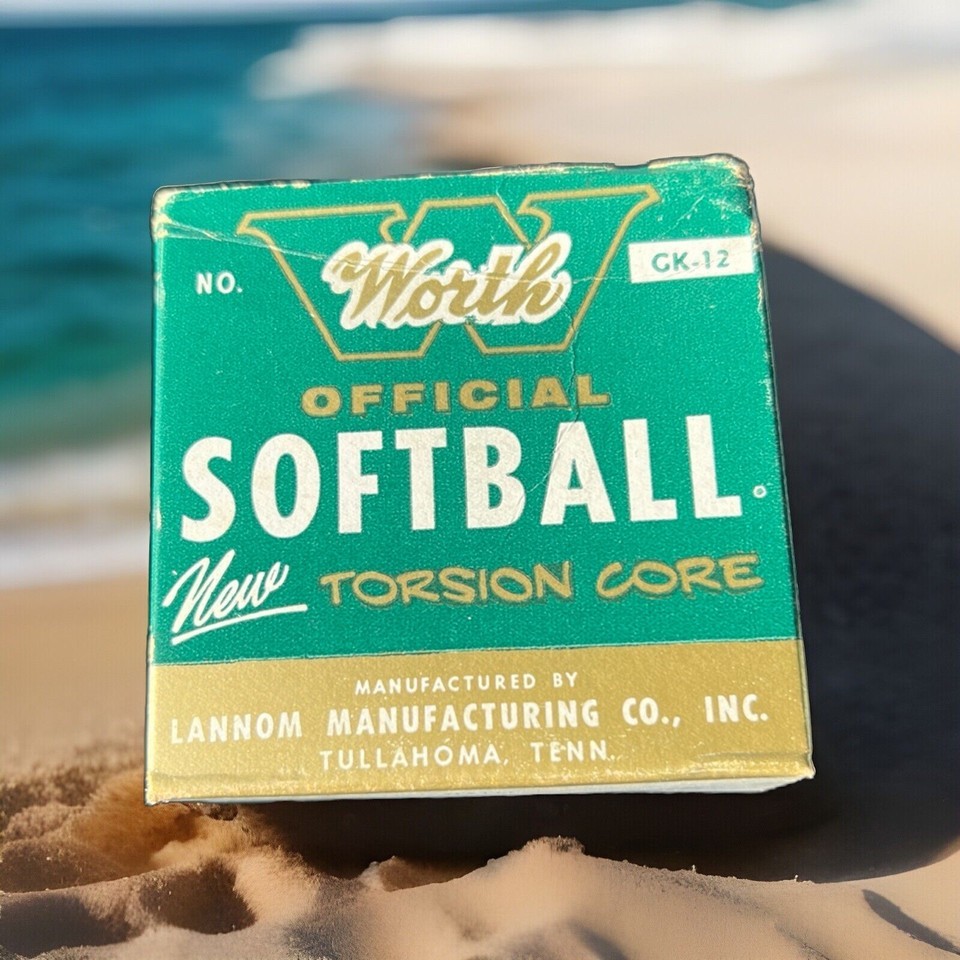 W
Worth
NO. GK-12
OFFICIAL
SOFTBALL
New TORSION CORE
MANUFACTURED BY
LANNOM MANUFACTURING CO., INC.
TULLAHOMA, TENN.